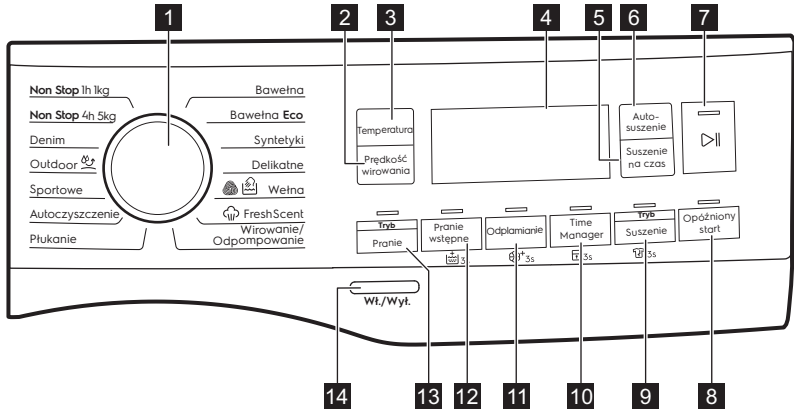 1
2
3
4
5
6
7
Non Stop 1h 1kg
Non Stop 4h 5kg
Denim
Outdoor
Sportowe
Autoczyszczenie
Płukanie
Bawełna
Bawełna Eco
Syntetyki
Delikatne
Wełna
FreshScent
Wirowanie/
Odpompowanie
Temperatura
Prędkość
wirowania
Auto-
suszenie
Suszenie
na czas
Tryb
Pranie
Pranie
wstępne
3s
Odplamianie
3s
Time
Manager
3s
Tryb
Suszenie
3s
Opóźniony
start
Wł./Wył.
14
13
12
11
10
9
8